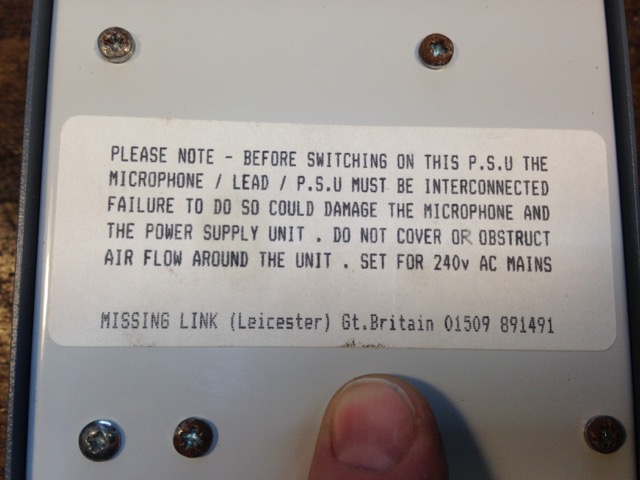 PLEASE NOTE - BEFORE SWITCHING ON THIS P.S.U THE
MICROPHONE / LEAD / P.S.U MUST BE INTERCONNECTED
FAILURE TO DO SO COULD DAMAGE THE MICROPHONE AND
THE POWER SUPPLY UNIT . DO NOT COVER OR OBSTRUCT
AIR FLOW AROUND THE UNIT . SET FOR 240v AC MAINS
MISSING LINK (Leicester) Gt.Britain 01509 891491